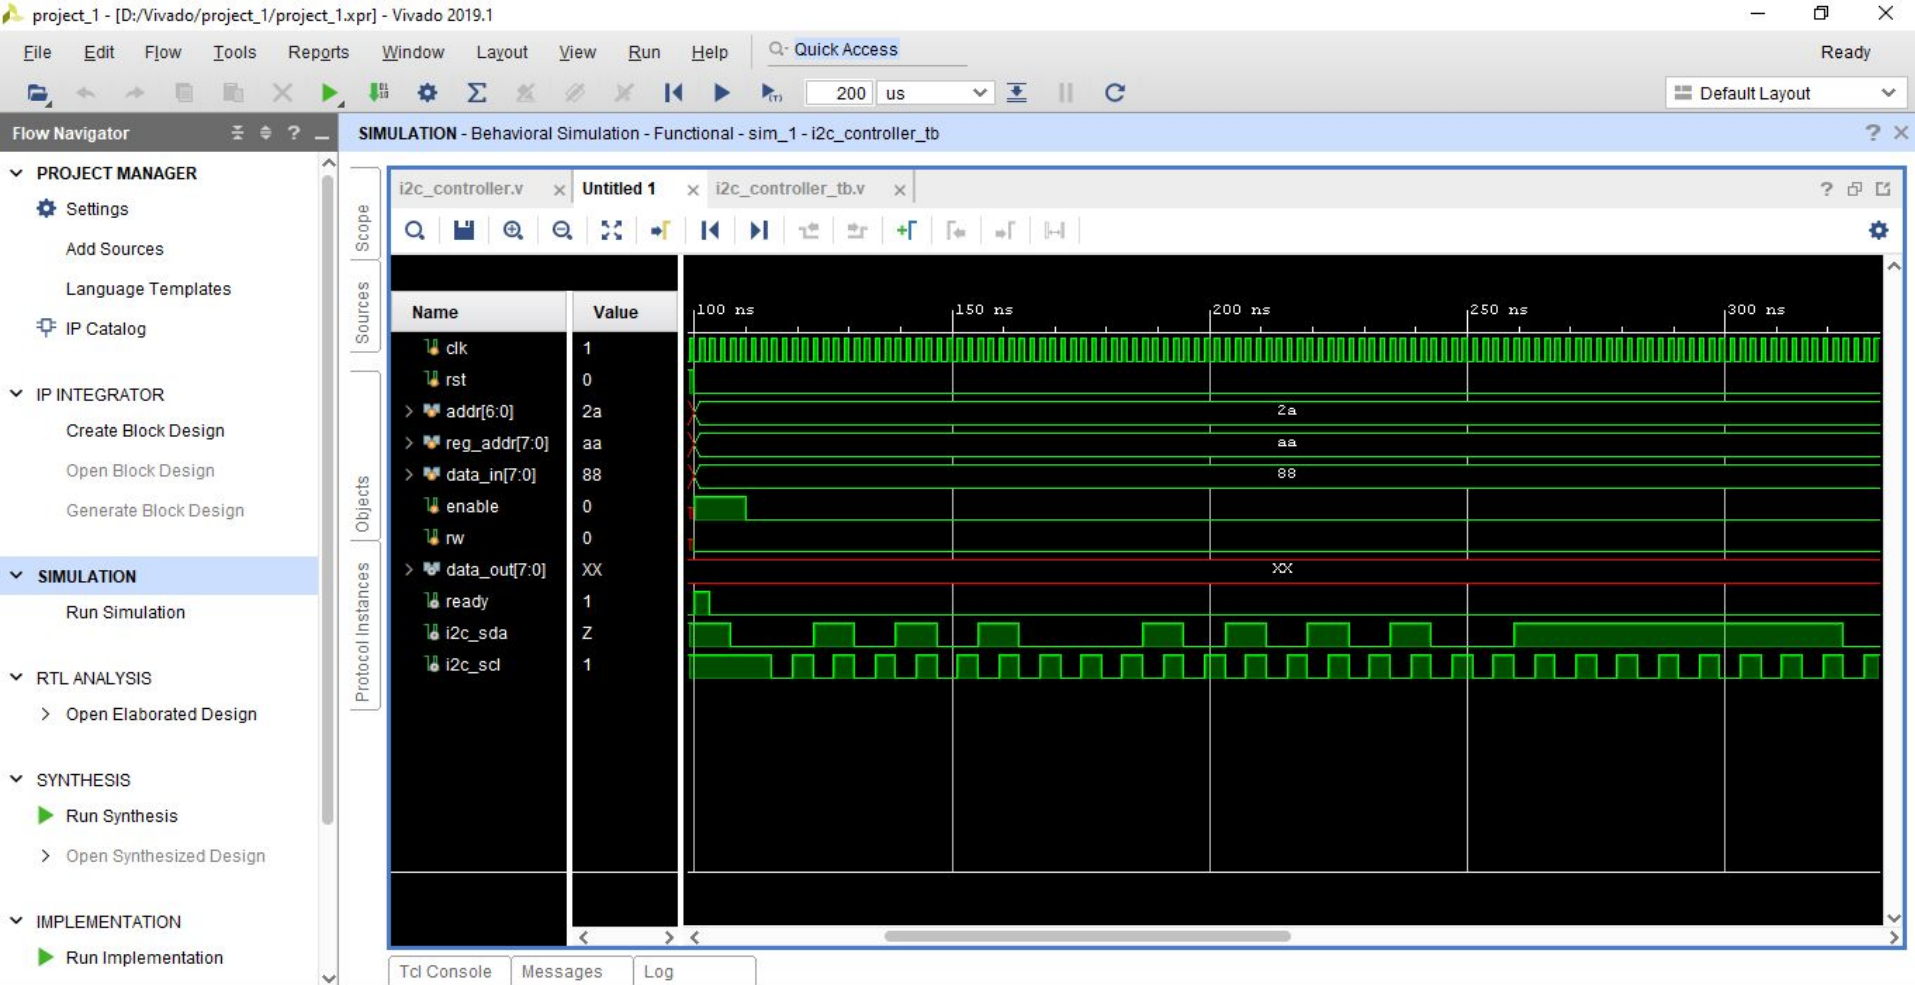 project_1 - [D:/Vivado/project_1/project_1.xpr] - Vivado 2019.1
File Edit Flow Tools Reports Window Layout View Run Help Quick Access Ready
200 us Default Layout
Flow Navigator
SIMULATION - Behavioral Simulation - Functional - sim_1 - i2c_controller_tb
PROJECT MANAGER
Settings
Add Sources
Language Templates
IP Catalog
IP INTEGRATOR
Create Block Design
Open Block Design
Generate Block Design
SIMULATION
Run Simulation
RTL ANALYSIS
Open Elaborated Design
SYNTHESIS
Run Synthesis
Open Synthesized Design
IMPLEMENTATION
Run Implementation
Scope
Sources
Objects
Protocol Instances
i2c_controller.v Untitled 1 i2c_controller_tb.v
Name Value 100 ns 150 ns 200 ns 250 ns 300 ns
clk 1
rst 0
addr[6:0] 2a 2a
reg_addr[7:0] aa aa
data_in[7:0] 88 88
enable 0
rw 0
data_out[7:0] XX XX
ready 1
i2c_sda Z
i2c_scl 1
Tcl Console Messages Log